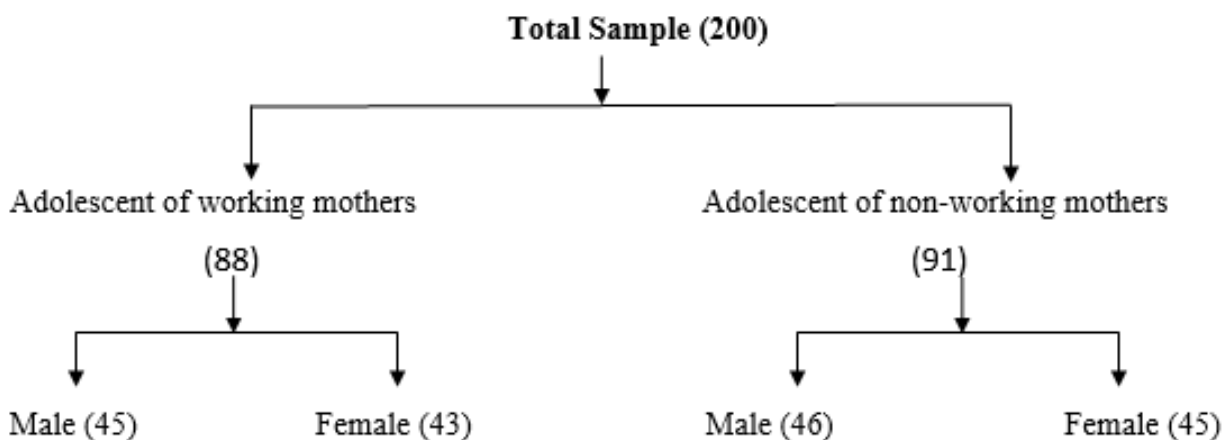 Total Sample (200)
Adolescent of working mothers
Adolescent of non-working mothers
(88)
(91)
Male (45)
Female (43)
Male (46)
Female (45)